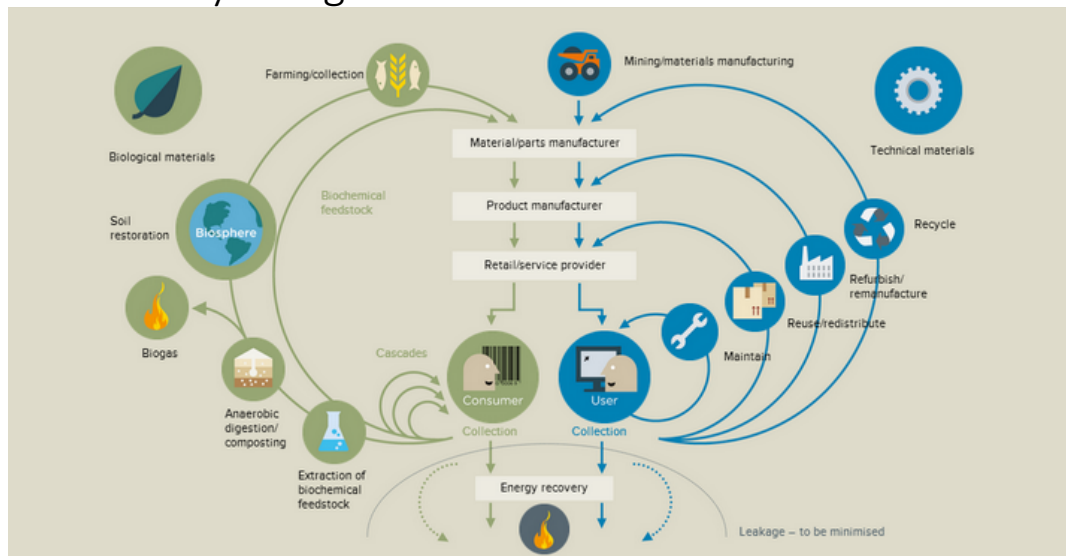 Farming/collection
Mining/materials manufacturing
Biological materials
Material/parts manufacturer
Technical materials
Biochemical
feedstock
Product manufacturer
Soil
restoration
Biosphere
Recycle
Retail/service provider
Refurbish/
remanufacture
Reuse/redistribute
Biogas
Cascades
Maintain
Consumer
User
Anaerobic
digestion/
composting
Collection
Collection
Extraction of
biochemical
feedstock
Energy recovery
Leakage – to be minimised